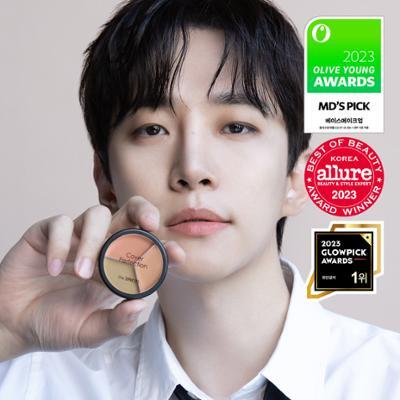 2023
OLIVE YOUNG
AWARDS
MD'S PICK
베이스메이크업
BEST OF BEAUTY
KOREA
allure
BEAUTY & STYLE EXPERT
2023
AWARD WINNER
2023
GLOWPICK
AWARDS
1위
Cover
Perfection
the SAEM